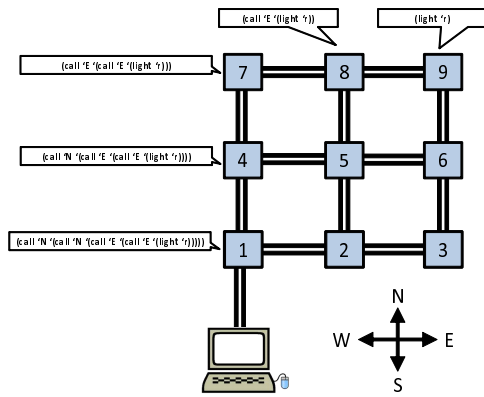 (call ‘E ‘(light ‘r))
(light ‘r)
(call ‘E ‘(call ‘E ‘(light ‘r)))
7
8
9
(call ‘N ‘(call ‘E ‘(call ‘E ‘(light ‘r))))
4
5
6
(call ‘N ‘(call ‘N ‘(call ‘E ‘(call ‘E ‘(light ‘r)))))
1
2
3
N
W
E
S